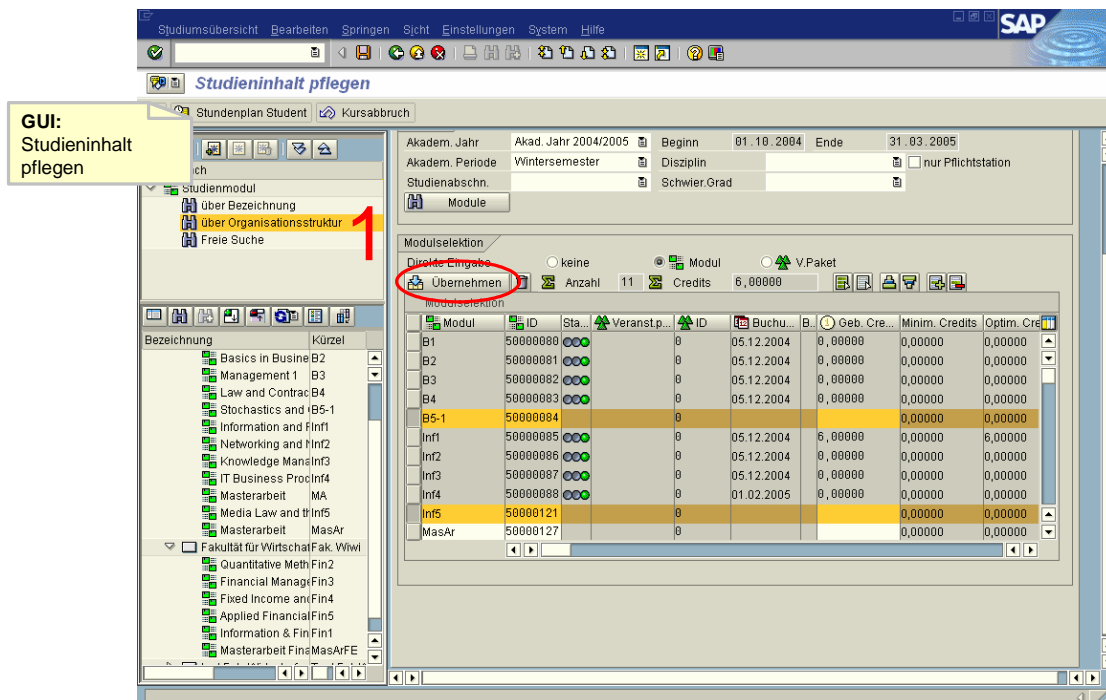 Studiumsübersicht Bearbeiten Springen Sicht Einstellungen System Hilfe
SAP
Studieninhalt pflegen
Stundenplan Student Kursabbruch
GUI:
Studieninhalt
pflegen
Studienmodul
über Bezeichnung
über Organisationsstruktur
Freie Suche
1
Akadem. Jahr Akad. Jahr 2004/2005 Beginn 01.10.2004 Ende 31.03.2005
Akadem. Periode Wintersemester Disziplin nur Pflichtstation
Studienabschn. Schwier.Grad
Module
Modulselektion
Direkte Eingabe keine Modul V.Paket
Übernehmen Anzahl 11 Credits 6,00000
Modulselektion
Modul ID Sta... Veranst.p... ID Buchu... B.. Geb. Cre... Minim. Credits Optim. Cre
B1 50000080 0 05.12.2004 0,00000 0,00000 0,00000
B2 50000081 0 05.12.2004 0,00000 0,00000 0,00000
B3 50000082 0 05.12.2004 0,00000 0,00000 0,00000
B4 50000083 0 05.12.2004 0,00000 0,00000 0,00000
B5-1 50000084 0 0,00000 0,00000
Inf1 50000085 0 05.12.2004 6,00000 0,00000 6,00000
Inf2 50000086 0 05.12.2004 0,00000 0,00000 0,00000
Inf3 50000087 0 05.12.2004 0,00000 0,00000 0,00000
Inf4 50000088 0 01.02.2005 0,00000 0,00000 0,00000
Inf5 50000121 0 0,00000 0,00000
MasAr 50000127 0 0,00000 0,00000
Bezeichnung Kürzel
Basics in Busine B2
Management 1 B3
Law and Contrac B4
Stochastics and B5-1
Information and F Inf1
Networking and Inf2
Knowledge Mana Inf3
IT Business Proc Inf4
Masterarbeit MA
Media Law and th Inf5
Masterarbeit MasAr
Fakultät für Wirtschaf Fak. Wiwi
Quantitative Meth Fin2
Financial Manage Fin3
Fixed Income and Fin4
Applied Financial Fin5
Information & Fin Fin1
Masterarbeit Fina MasArFE